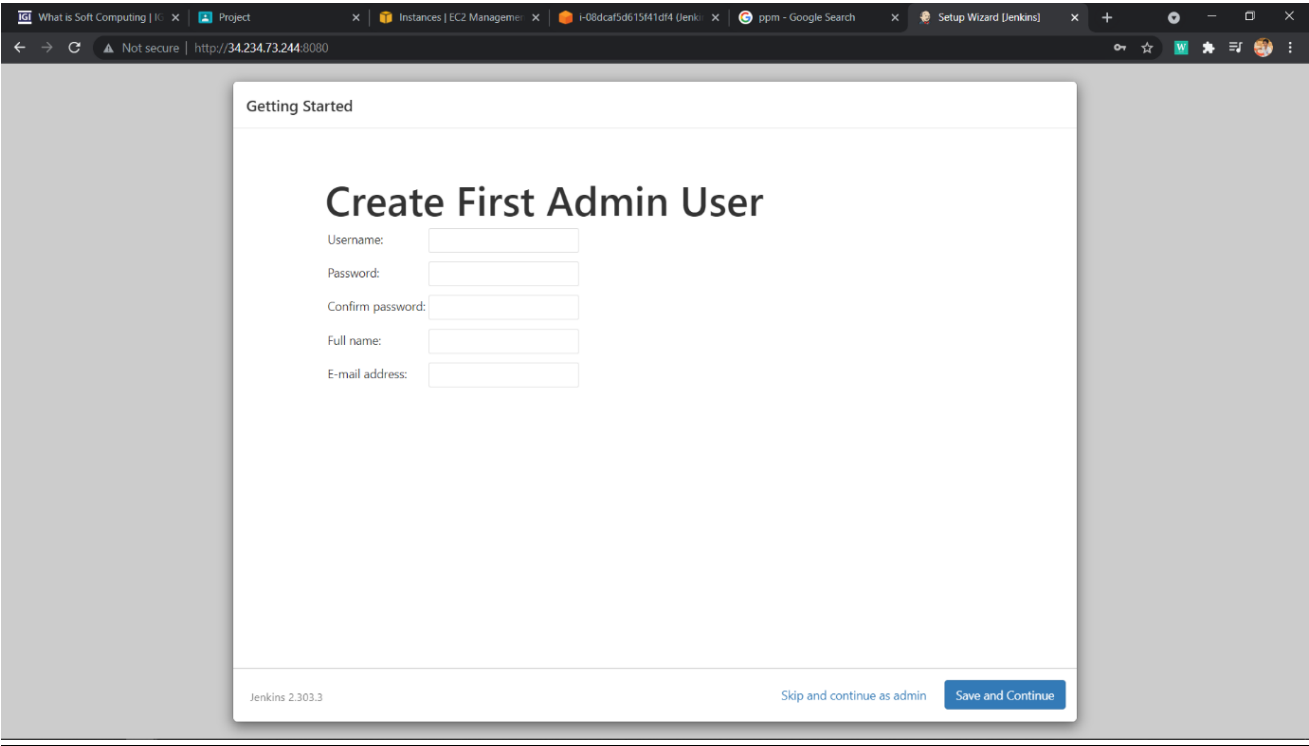 IGI What is Soft Computing | IG
Project
Instances | EC2 Managemen
i-08dcaf5d615f41df4 (Jenki
G ppm - Google Search
Setup Wizard [Jenkins]
Not secure | http://34.234.73.244:8080
W
Getting Started
Create First Admin User
Username:
Password:
Confirm password:
Full name:
E-mail address:
Jenkins 2.303.3
Skip and continue as admin
Save and Continue